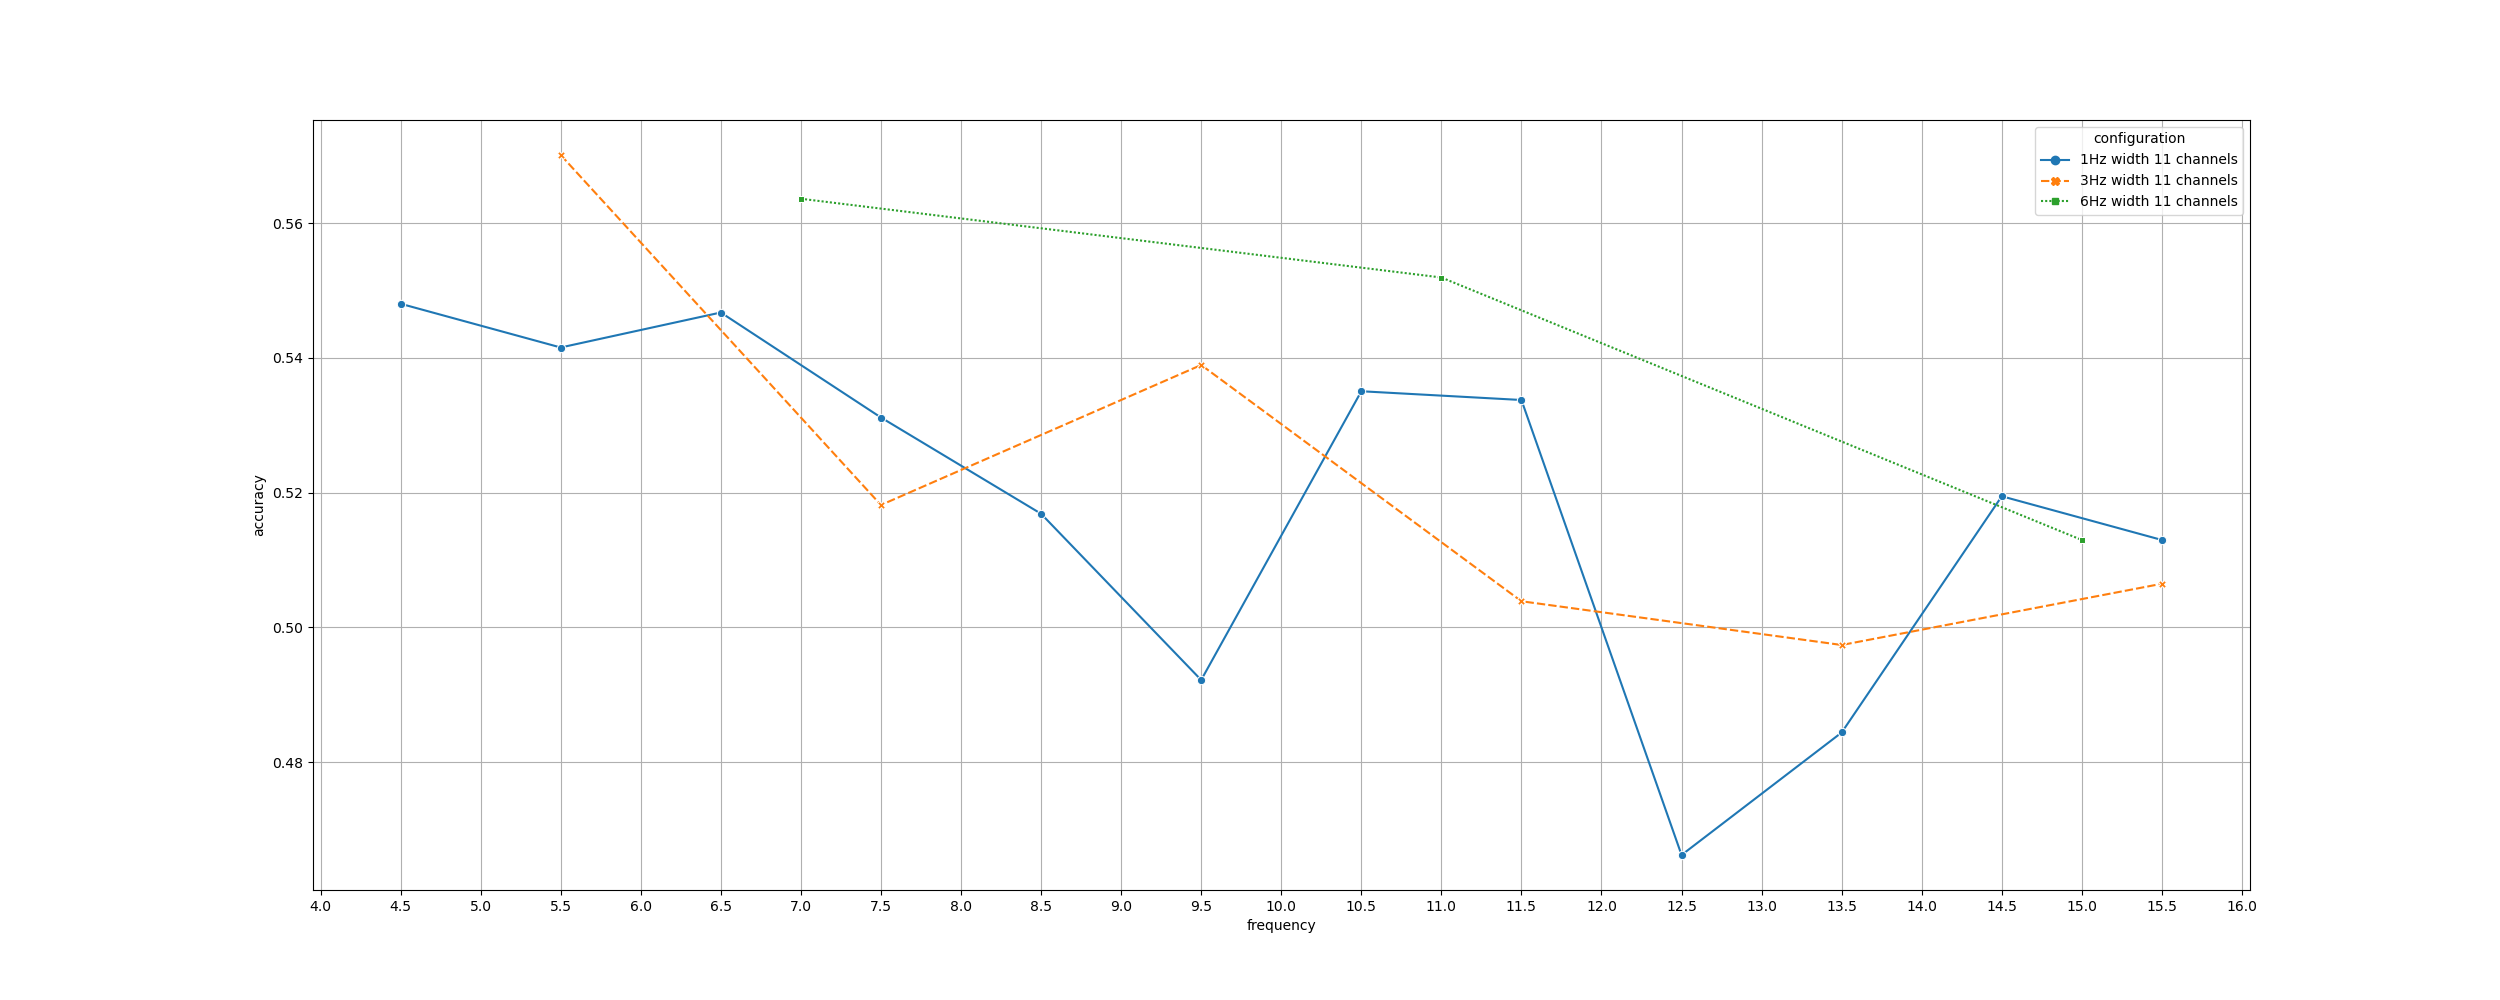 configuration
1Hz width 11 channels
3Hz width 11 channels
6Hz width 11 channels
accuracy
0.56
0.54
0.52
0.50
0.48
4.0 4.5 5.0 5.5 6.0 6.5 7.0 7.5 8.0 8.5 9.0 9.5 10.0 10.5 11.0 11.5 12.0 12.5 13.0 13.5 14.0 14.5 15.0 15.5 16.0
frequency